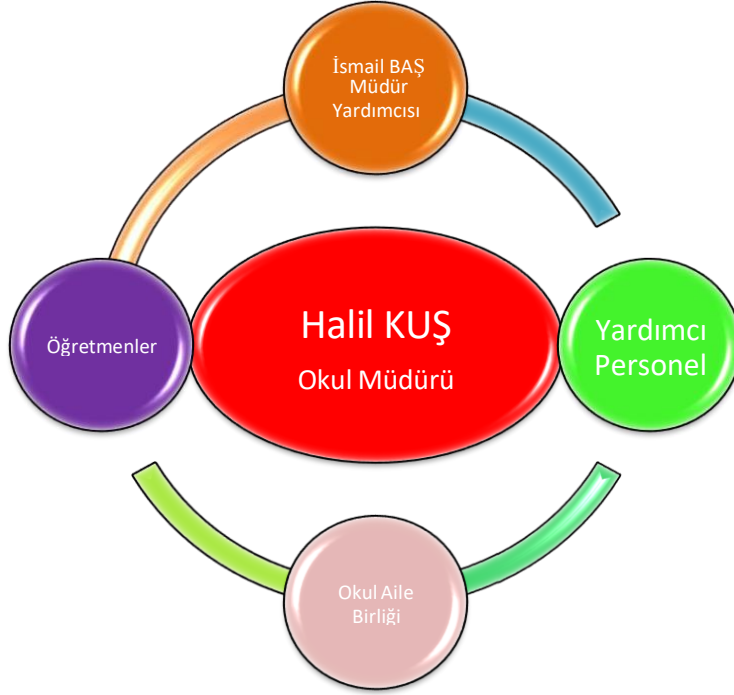 İsmail BAŞ
Müdür
Yardımcısı
Halil KUŞ
Okul Müdürü
Öğretmenler
Yardımcı
Personel
Okul Aile
Birliği